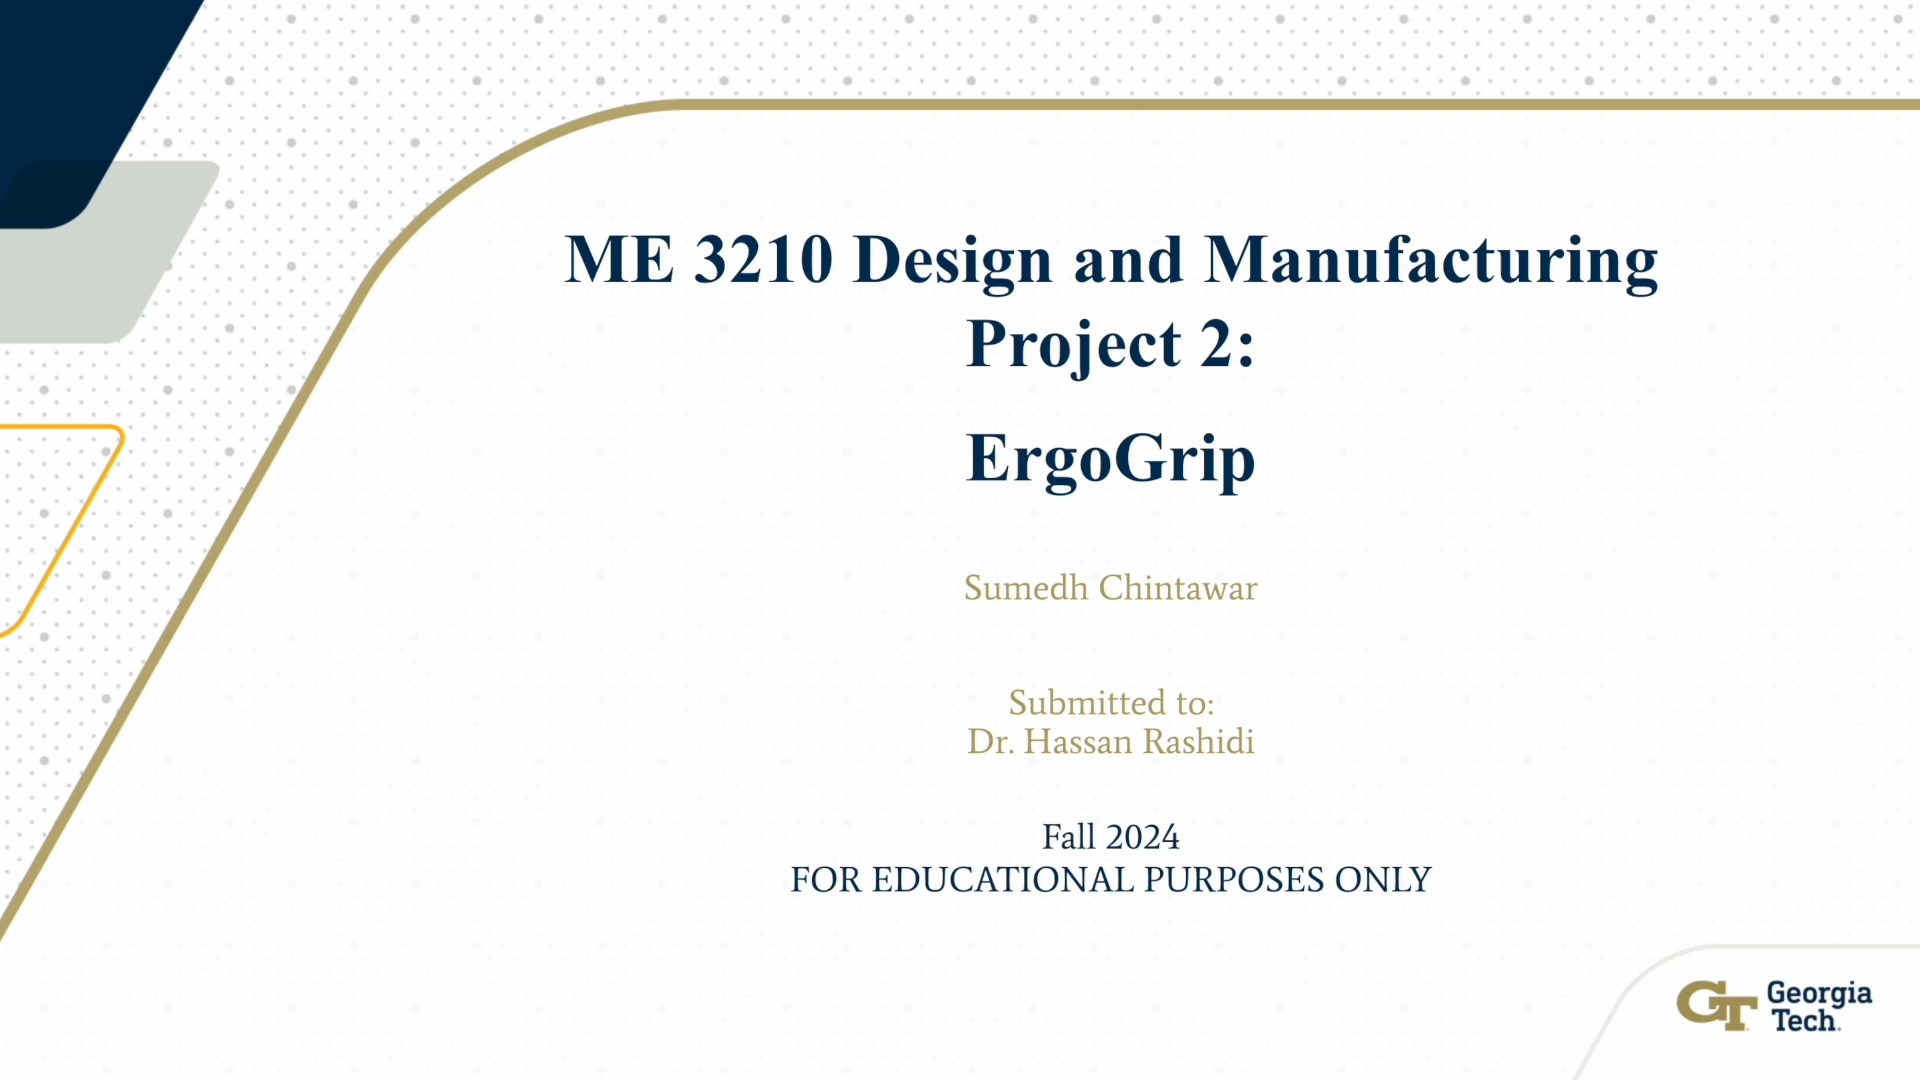 ME 3210 Design and Manufacturing
Project 2:
ErgoGrip
Sumedh Chintawar
Submitted to:
Dr. Hassan Rashidi
Fall 2024
FOR EDUCATIONAL PURPOSES ONLY
GT Georgia
Tech.